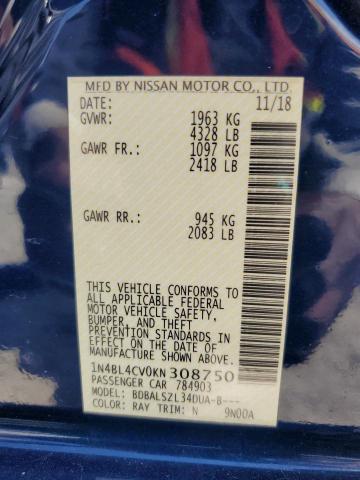 MFD BY NISSAN MOTOR CO., LTD.
DATE: 11/18
GVWR: 1963 KG
4328 LB
GAWR FR.: 1097 KG
2418 LB
GAWR RR.: 945 KG
2083 LB
THIS VEHICLE CONFORMS TO
ALL APPLICABLE FEDERAL
MOTOR VEHICLE SAFETY,
BUMPER, AND THEFT
PREVENTION STANDARDS IN
EFFECT ON THE DATE OF
MANUFACTURE SHOWN ABOVE.
1N4BL4CV0KN308750
PASSENGER CAR 784903
MODEL: BDBALSZL34DUA-B---
COLOR: RAY TRIM: N 9N00A